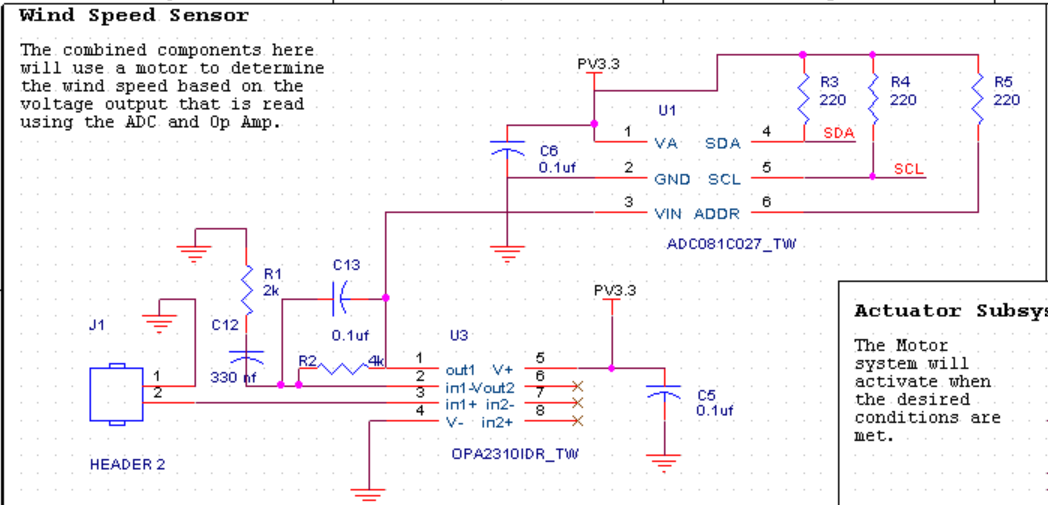 Wind Speed Sensor
The combined components here
will use a motor to determine
the wind speed based on the
voltage output that is read
using the ADC and Op Amp.
PV3.3
R3
220
R4
220
R5
220
U1
C6
0.1uf
1 VA SDA 4 SDA
2 GND SCL 5 SCL
3 VIN ADDR 6
ADC081C027_TW
R1
2k
C13
0.1uf
C12
330 nf
R2 4k
J1
1
2
HEADER 2
U3
PV3.3
1 out1 V+ 5
2 in1- Vout2 6
3 in1+ in2- 7
4 V- in2+ 8
OPA2310IDR_TW
C5
0.1uf
Actuator Subsys
The Motor
system will
activate when
the desired
conditions are
met.